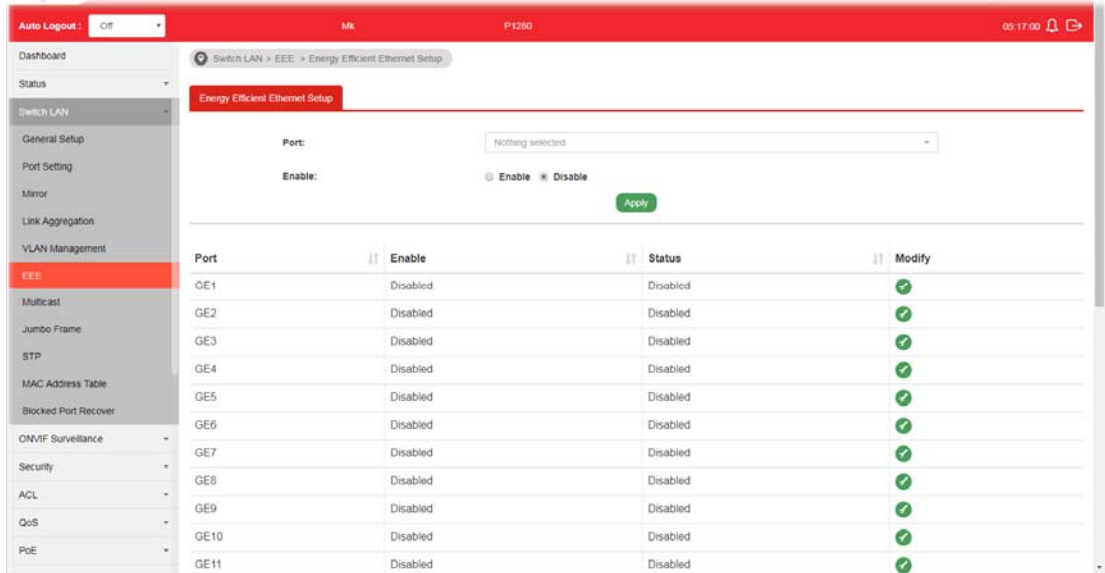 Auto Logout : Off Mk P1280 05:17:00
Dashboard
Status
Switch LAN
General Setup
Port Setting
Mirror
Link Aggregation
VLAN Management
EEE
Multicast
Jumbo Frame
STP
MAC Address Table
Blocked Port Recover
ONVIF Surveillance
Security
ACL
QoS
PoE
Switch LAN > EEE > Energy Efficient Ethernet Setup
Energy Efficient Ethernet Setup
Port: Nothing selected
Enable: Enable Disable
Apply
Port Enable Status Modify
GE1 Disabled Disabled
GE2 Disabled Disabled
GE3 Disabled Disabled
GE4 Disabled Disabled
GE5 Disabled Disabled
GE6 Disabled Disabled
GE7 Disabled Disabled
GE8 Disabled Disabled
GE9 Disabled Disabled
GE10 Disabled Disabled
GE11 Disabled Disabled